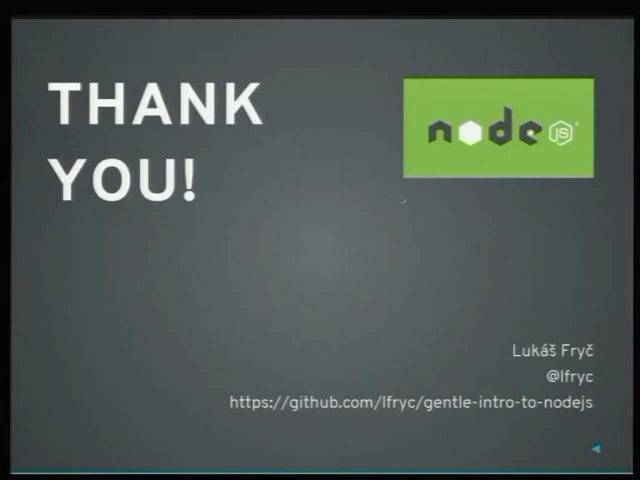 THANK
YOU!
node
JS
Lukáš Fryč
@lfryc
https://github.com/lfryc/gentle-intro-to-nodejs